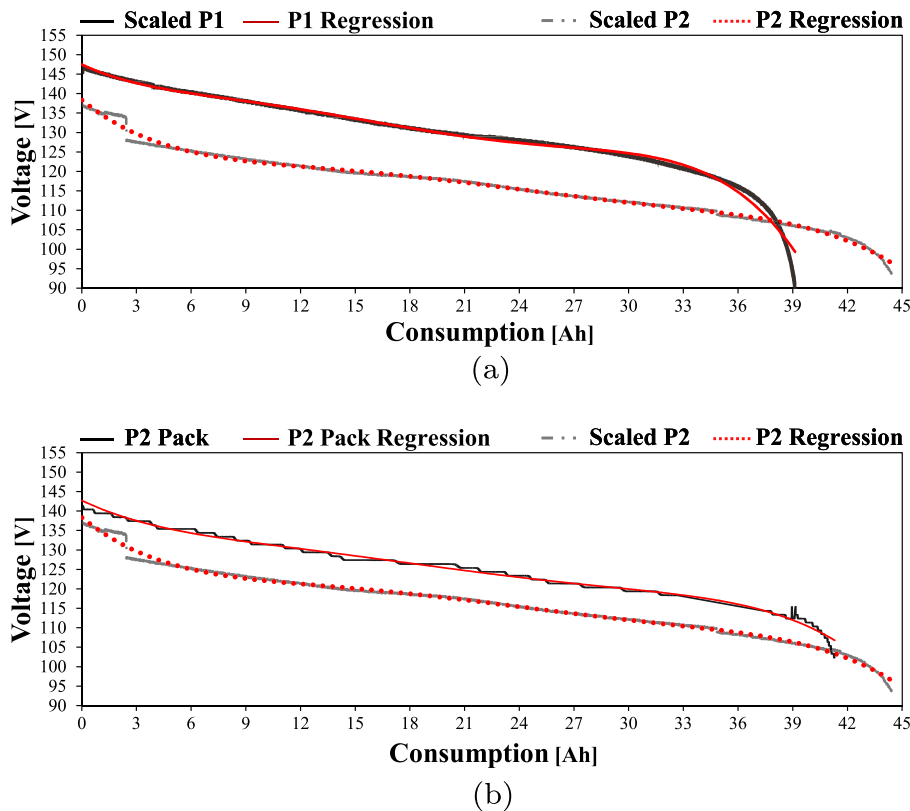 Scaled P1 P1 Regression Scaled P2 P2 Regression
155
150
145
140
135
130
125
120
115
110
105
100
95
90
Voltage [V]
0 3 6 9 12 15 18 21 24 27 30 33 36 39 42 45
Consumption [Ah]
(a)
P2 Pack P2 Pack Regression Scaled P2 P2 Regression
155
150
145
140
135
130
125
120
115
110
105
100
95
90
Voltage [V]
0 3 6 9 12 15 18 21 24 27 30 33 36 39 42 45
Consumption [Ah]
(b)